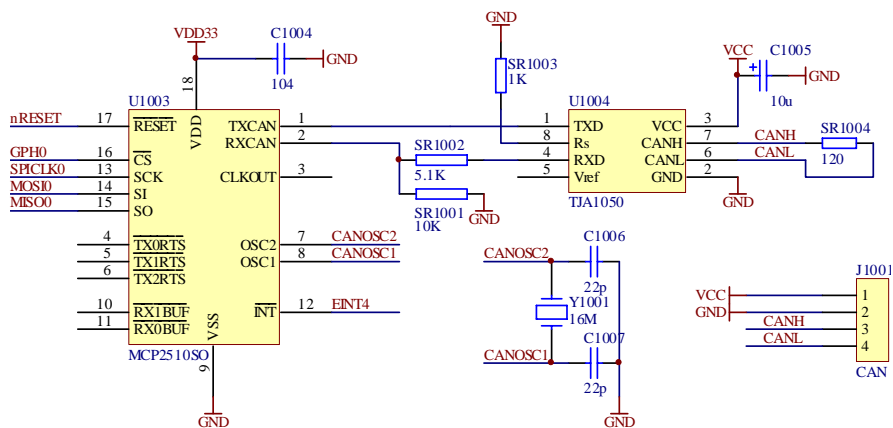 VDD33
C1004
104
GND
GND
SR1003
1K
VCC
C1005
10u
GND
U1003
U1004
nRESET 17 RESET
18
VDD
TXCAN 1
RXCAN 2
1 TXD
8 Rs
4 RXD
5 Vref
VCC 3
CANH 7 CANH
CANL 6 CANL
GND 2
TJA1050
SR1004
120
GND
GPH0 16 CS
SPICLK0 13 SCK
MOSI0 14 SI
MISO0 15 SO
CLKOUT 3
SR1002
5.1K
SR1001
10K
GND
4 TX0RTS
5 TX1RTS
6 TX2RTS
OSC2 7 CANOSC2
OSC1 8 CANOSC1
10 RX1BUF
11 RX0BUF
INT 12 EINT4
VSS
9
MCP2510SO
GND
CANOSC2
C1006
22p
Y1001
16M
C1007
CANOSC1
22p
GND
J1001
VCC 1
GND 2
CANH 3
CANL 4
CAN